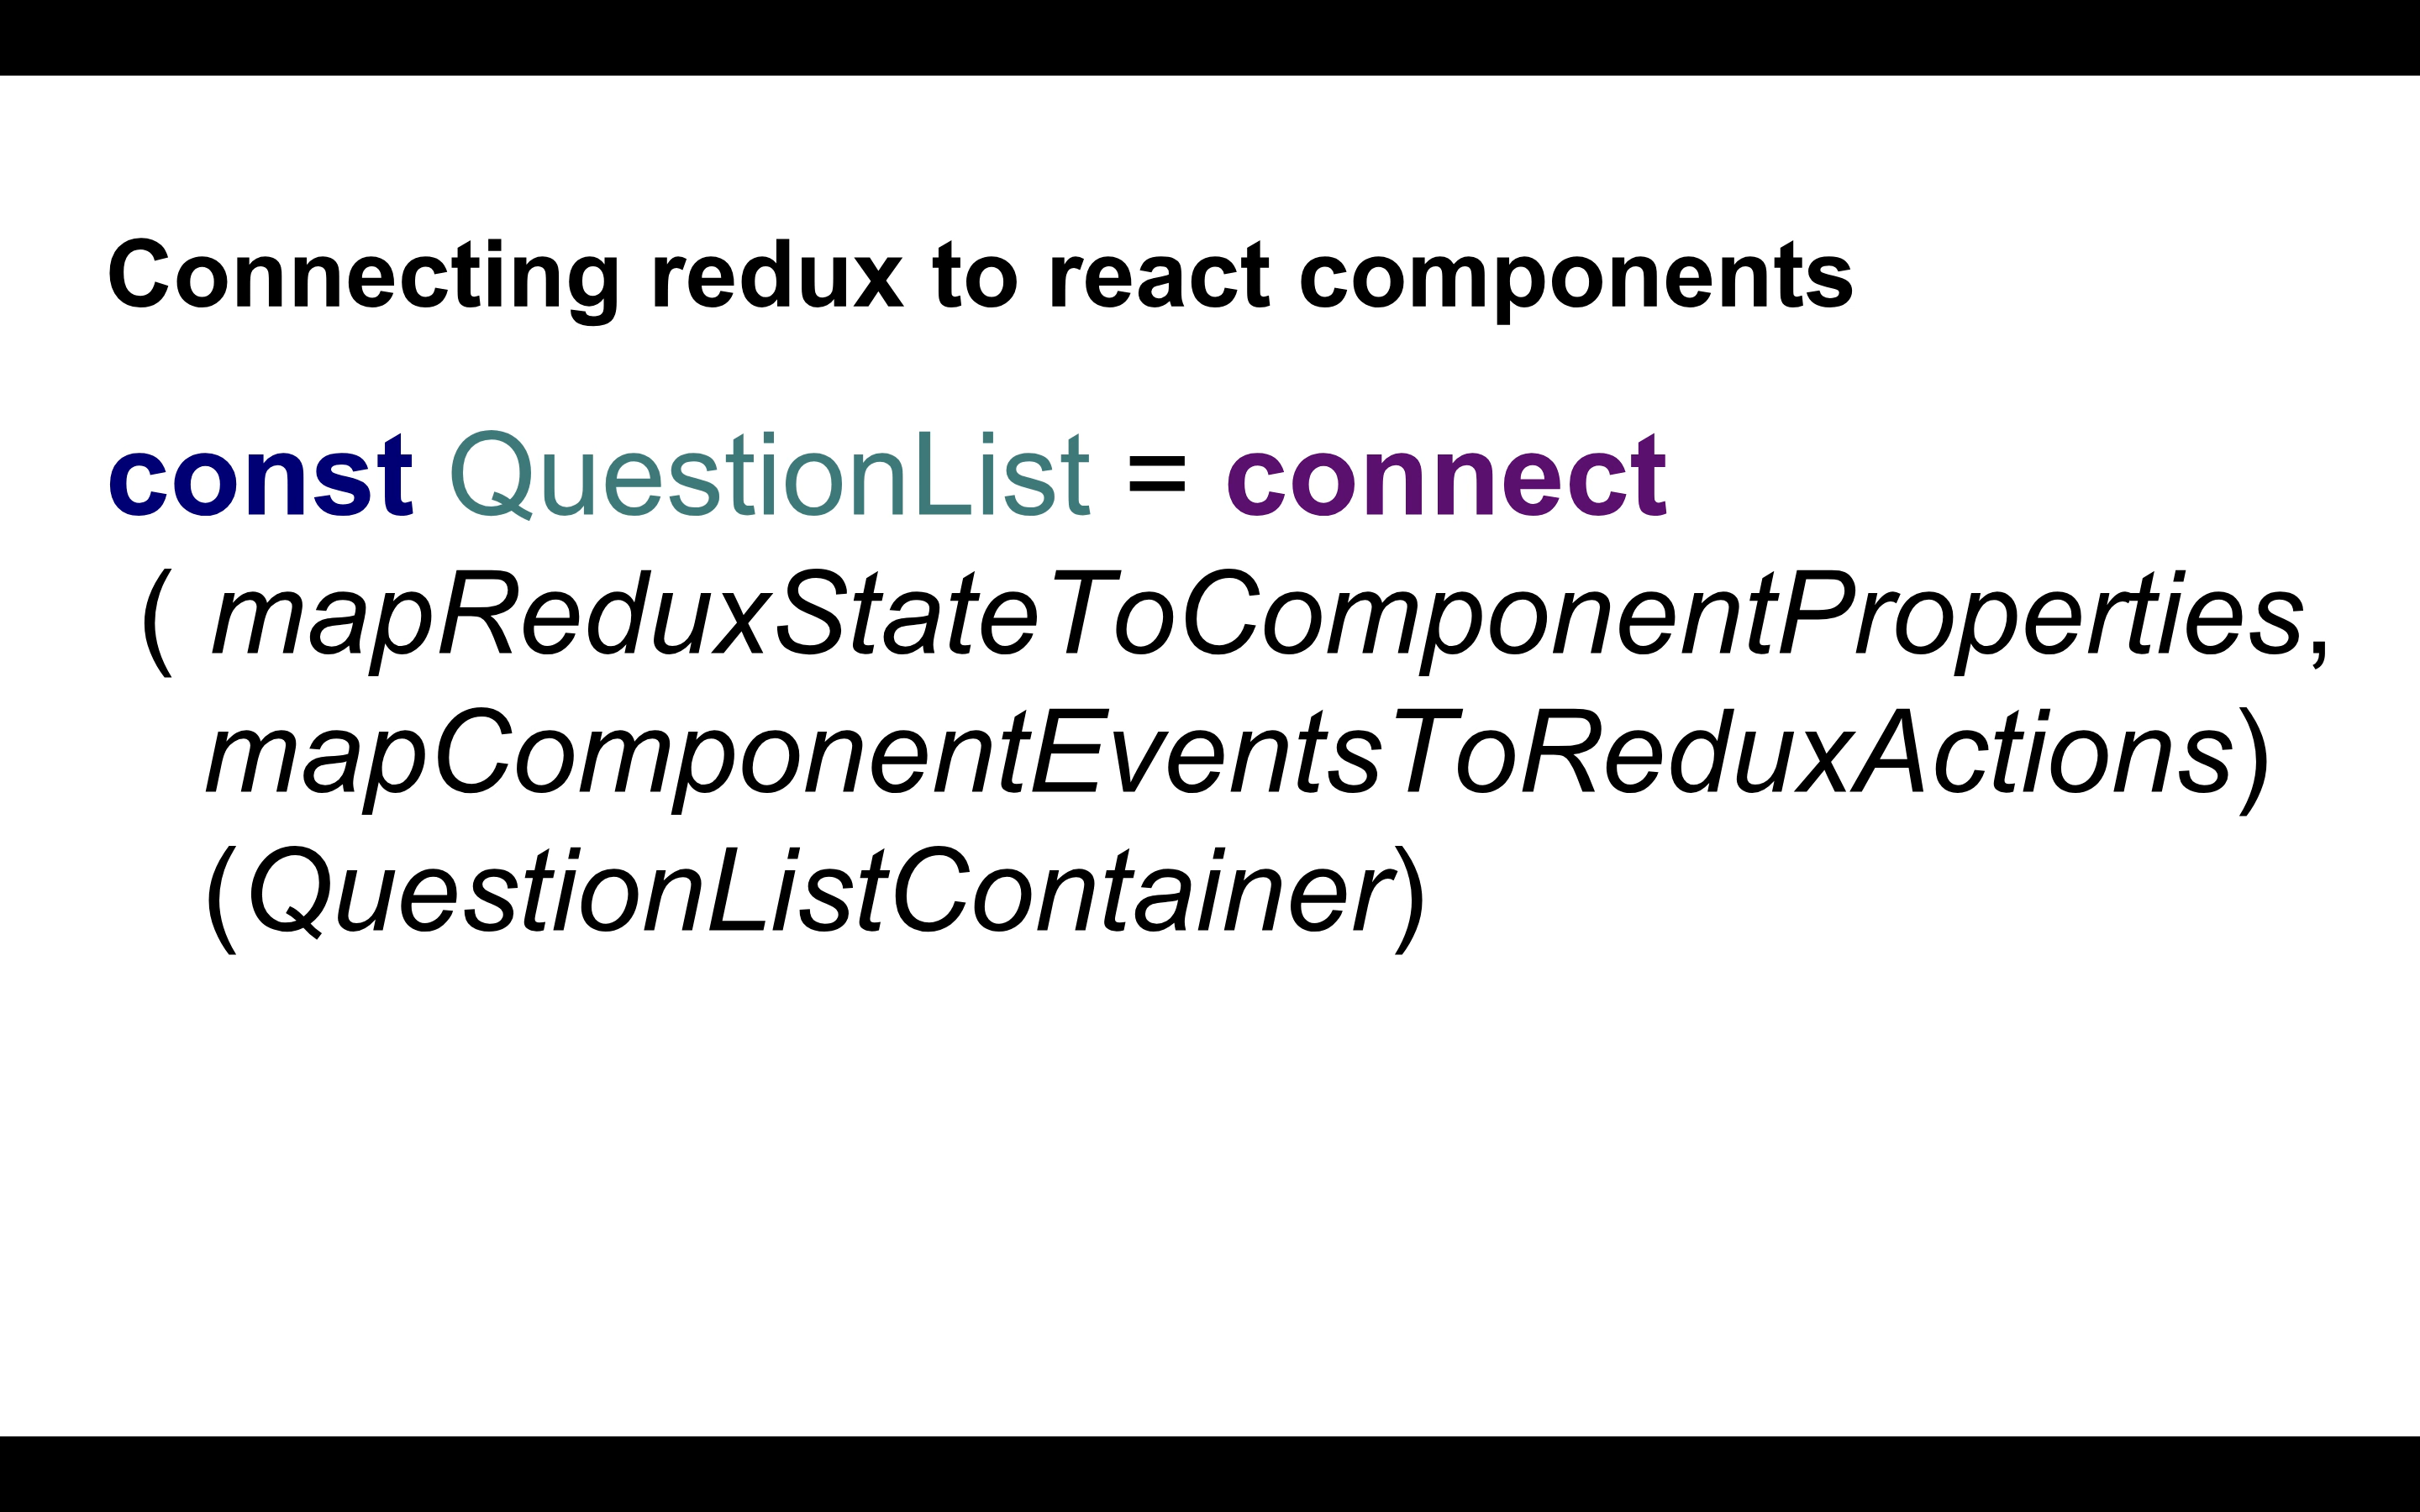 Connecting redux to react components
const QuestionList = connect
( mapReduxStateToComponentProperties,
mapComponentEventsToReduxActions)
(QuestionListContainer)